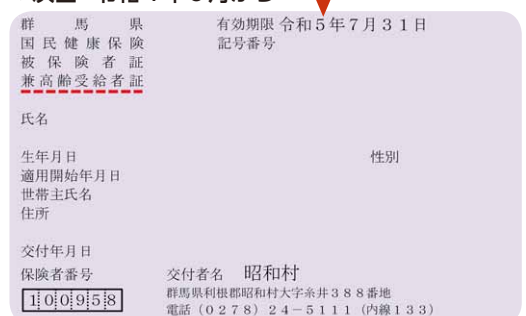 群馬県 有効期限 令和5年7月31日
国民健康保険 記号番号
被保険者証
兼高齢受給者証
氏名
生年月日 性別
適用開始年月日
世帯主氏名
住所
交付年月日
保険者番号 交付者名 昭和村
100958 群馬県利根郡昭和村大字糸井388番地
電話(0278)24-5111(内線133)